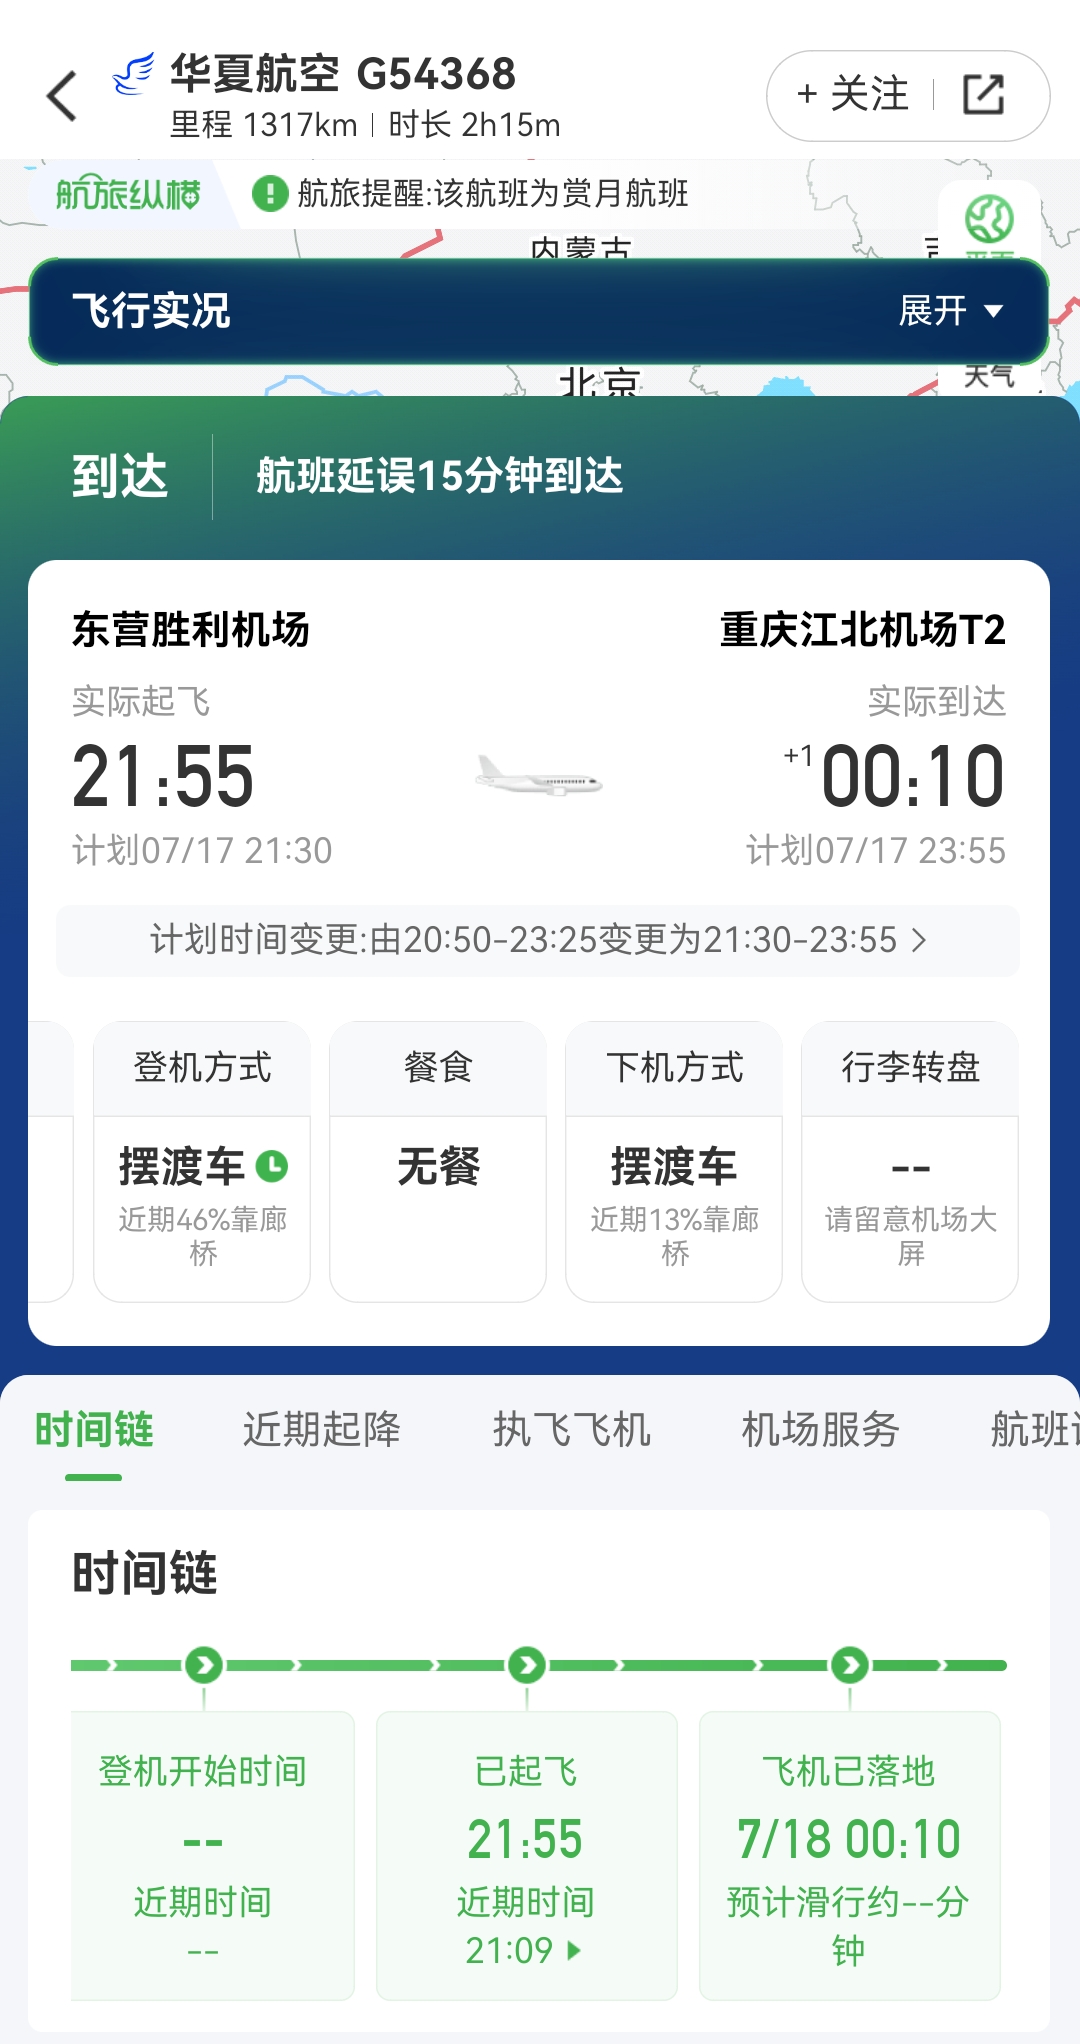 华夏航空 G54368
里程 1317km | 时长 2h15m
+ 关注
航旅纵横
航旅提醒:该航班为赏月航班
内蒙古
飞行实况
展开
北京
天气
到达
航班延误15分钟到达
东营胜利机场
重庆江北机场T2
实际起飞
实际到达
21:55
+1 00:10
计划07/17 21:30
计划07/17 23:55
计划时间变更:由20:50-23:25变更为21:30-23:55 >
登机方式
餐食
下机方式
行李转盘
摆渡车
无餐
摆渡车
--
近期46%靠廊
桥
近期13%靠廊
桥
请留意机场大
屏
时间链
近期起降
执飞飞机
机场服务
航班
时间链
登机开始时间
已起飞
飞机已落地
--
21:55
7/18 00:10
近期时间
--
近期时间
21:09
预计滑行约--分
钟